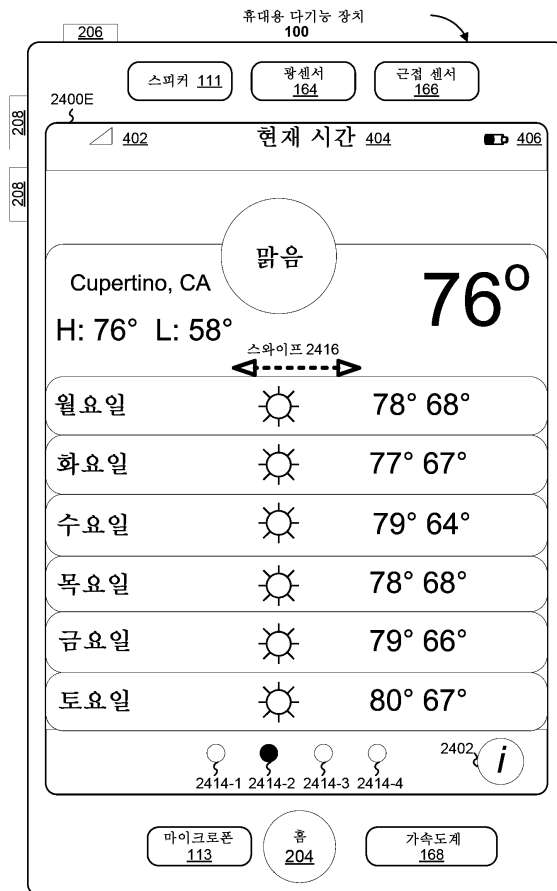 휴대용 다기능 장치
100
206
스피커 111
광센서
164
근접 센서
166
2400E
208
208
402
현재 시간 404
406
맑음
Cupertino, CA
76°
H: 76° L: 58°
스와이프 2416
월요일 78° 68°
화요일 77° 67°
수요일 79° 64°
목요일 78° 68°
금요일 79° 66°
토요일 80° 67°
2402
i
2414-1 2414-2 2414-3 2414-4
마이크로폰
113
홈
204
가속도계
168